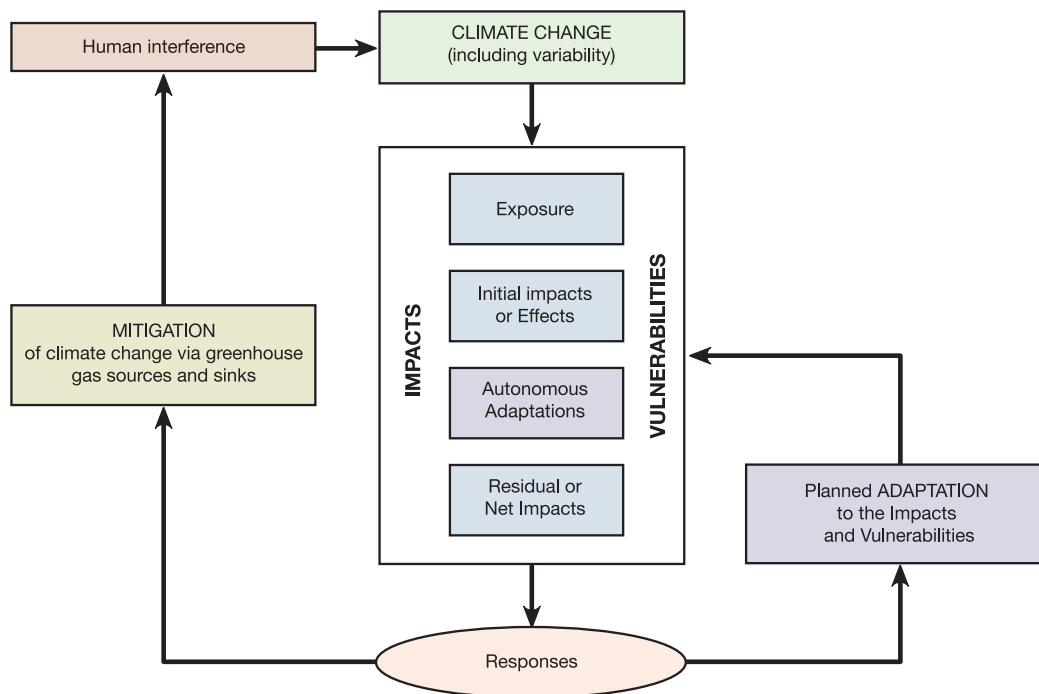 Human interference
CLIMATE CHANGE
(including variability)
IMPACTS
Exposure
Initial impacts
or Effects
Autonomous
Adaptations
Residual or
Net Impacts
VULNERABILITIES
MITIGATION
of climate change via greenhouse
gas sources and sinks
Planned ADAPTATION
to the Impacts
and Vulnerabilities
Responses